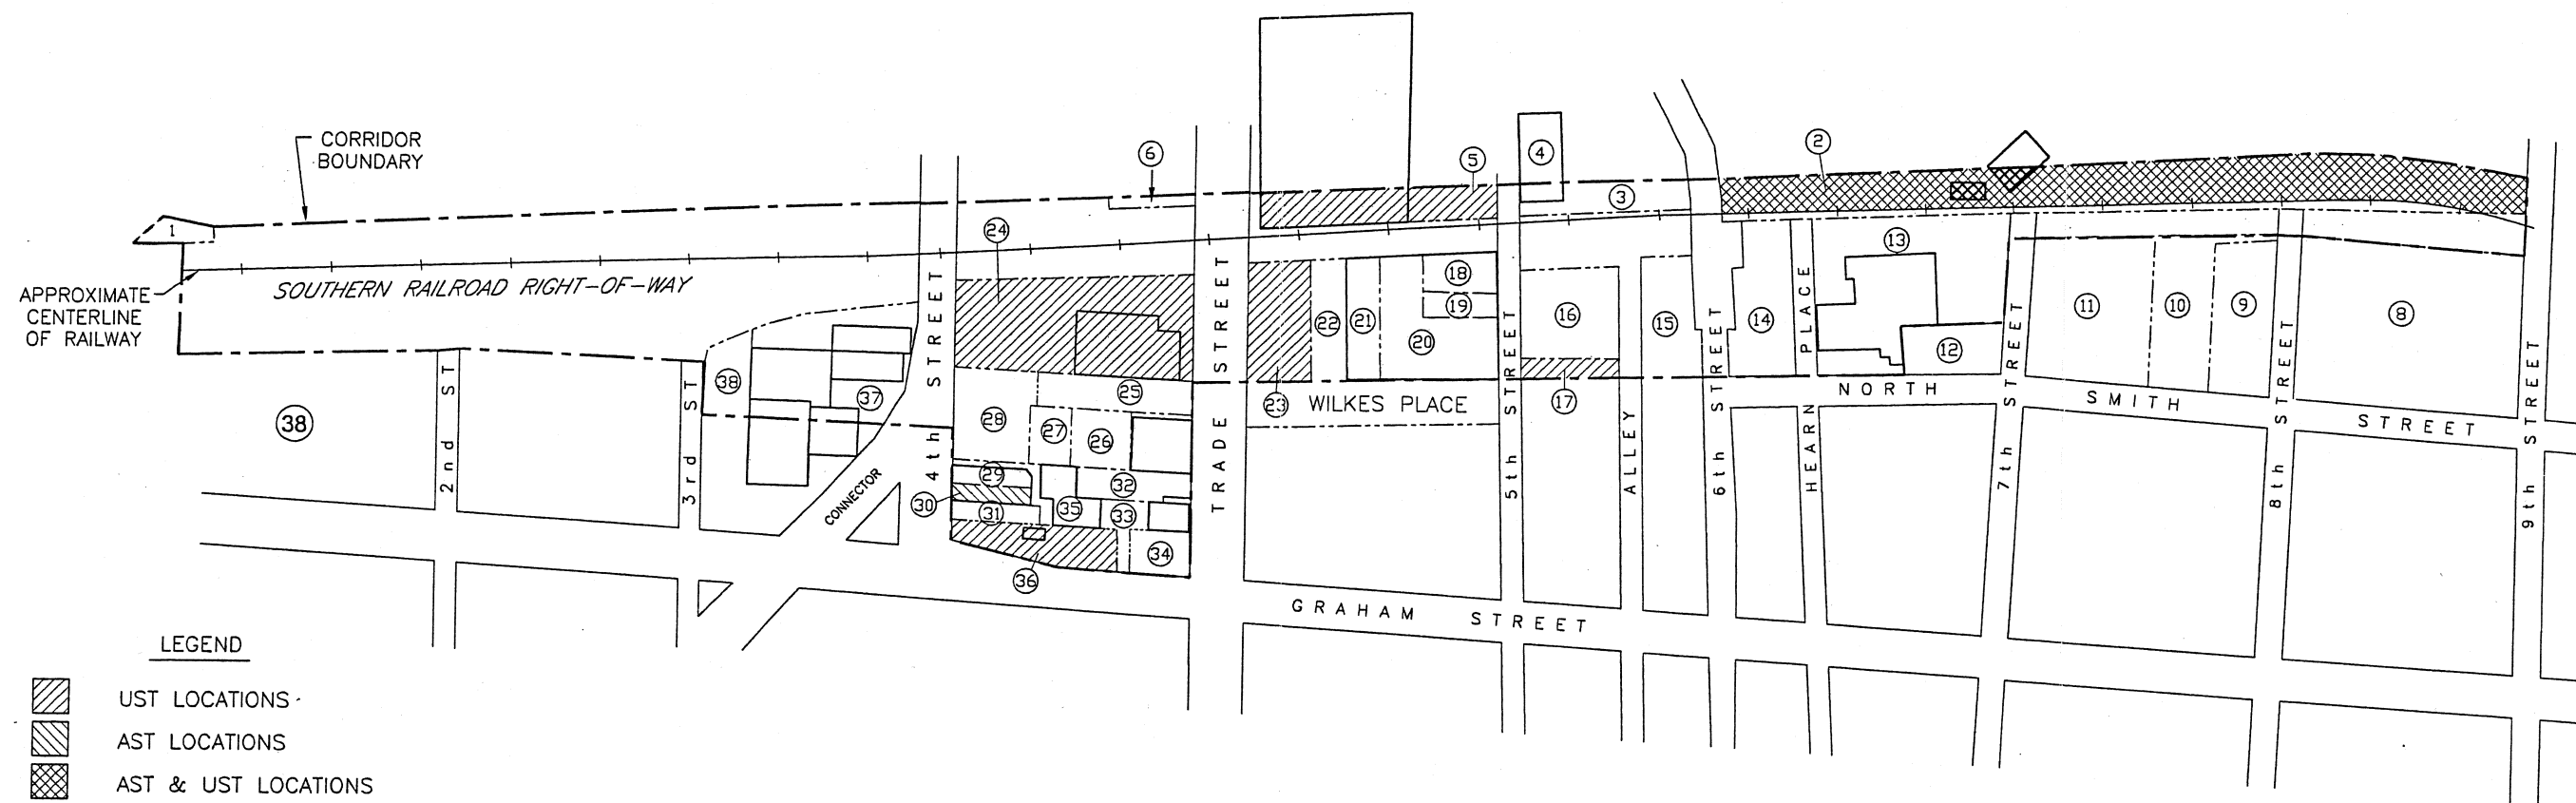 CORRIDOR
BOUNDARY
6
5
4
2
3
1
24
13
APPROXIMATE
CENTERLINE
OF RAILWAY
SOUTHERN RAILROAD RIGHT-OF-WAY
18
19
22
21
20
16
15
14
11
10
9
8
12
38
37
25
23
WILKES PLACE
17
NORTH
SMITH
STREET
38
28
27
26
29
30
31
32
35
33
34
36
2nd ST
3rd ST
CONNECTOR
4th STREET
TRADE STREET
5th STREET
ALLEY
6th STREET
HEARN PLACE
7th STREET
8th STREET
9th STREET
GRAHAM STREET
LEGEND
UST LOCATIONS
AST LOCATIONS
AST & UST LOCATIONS